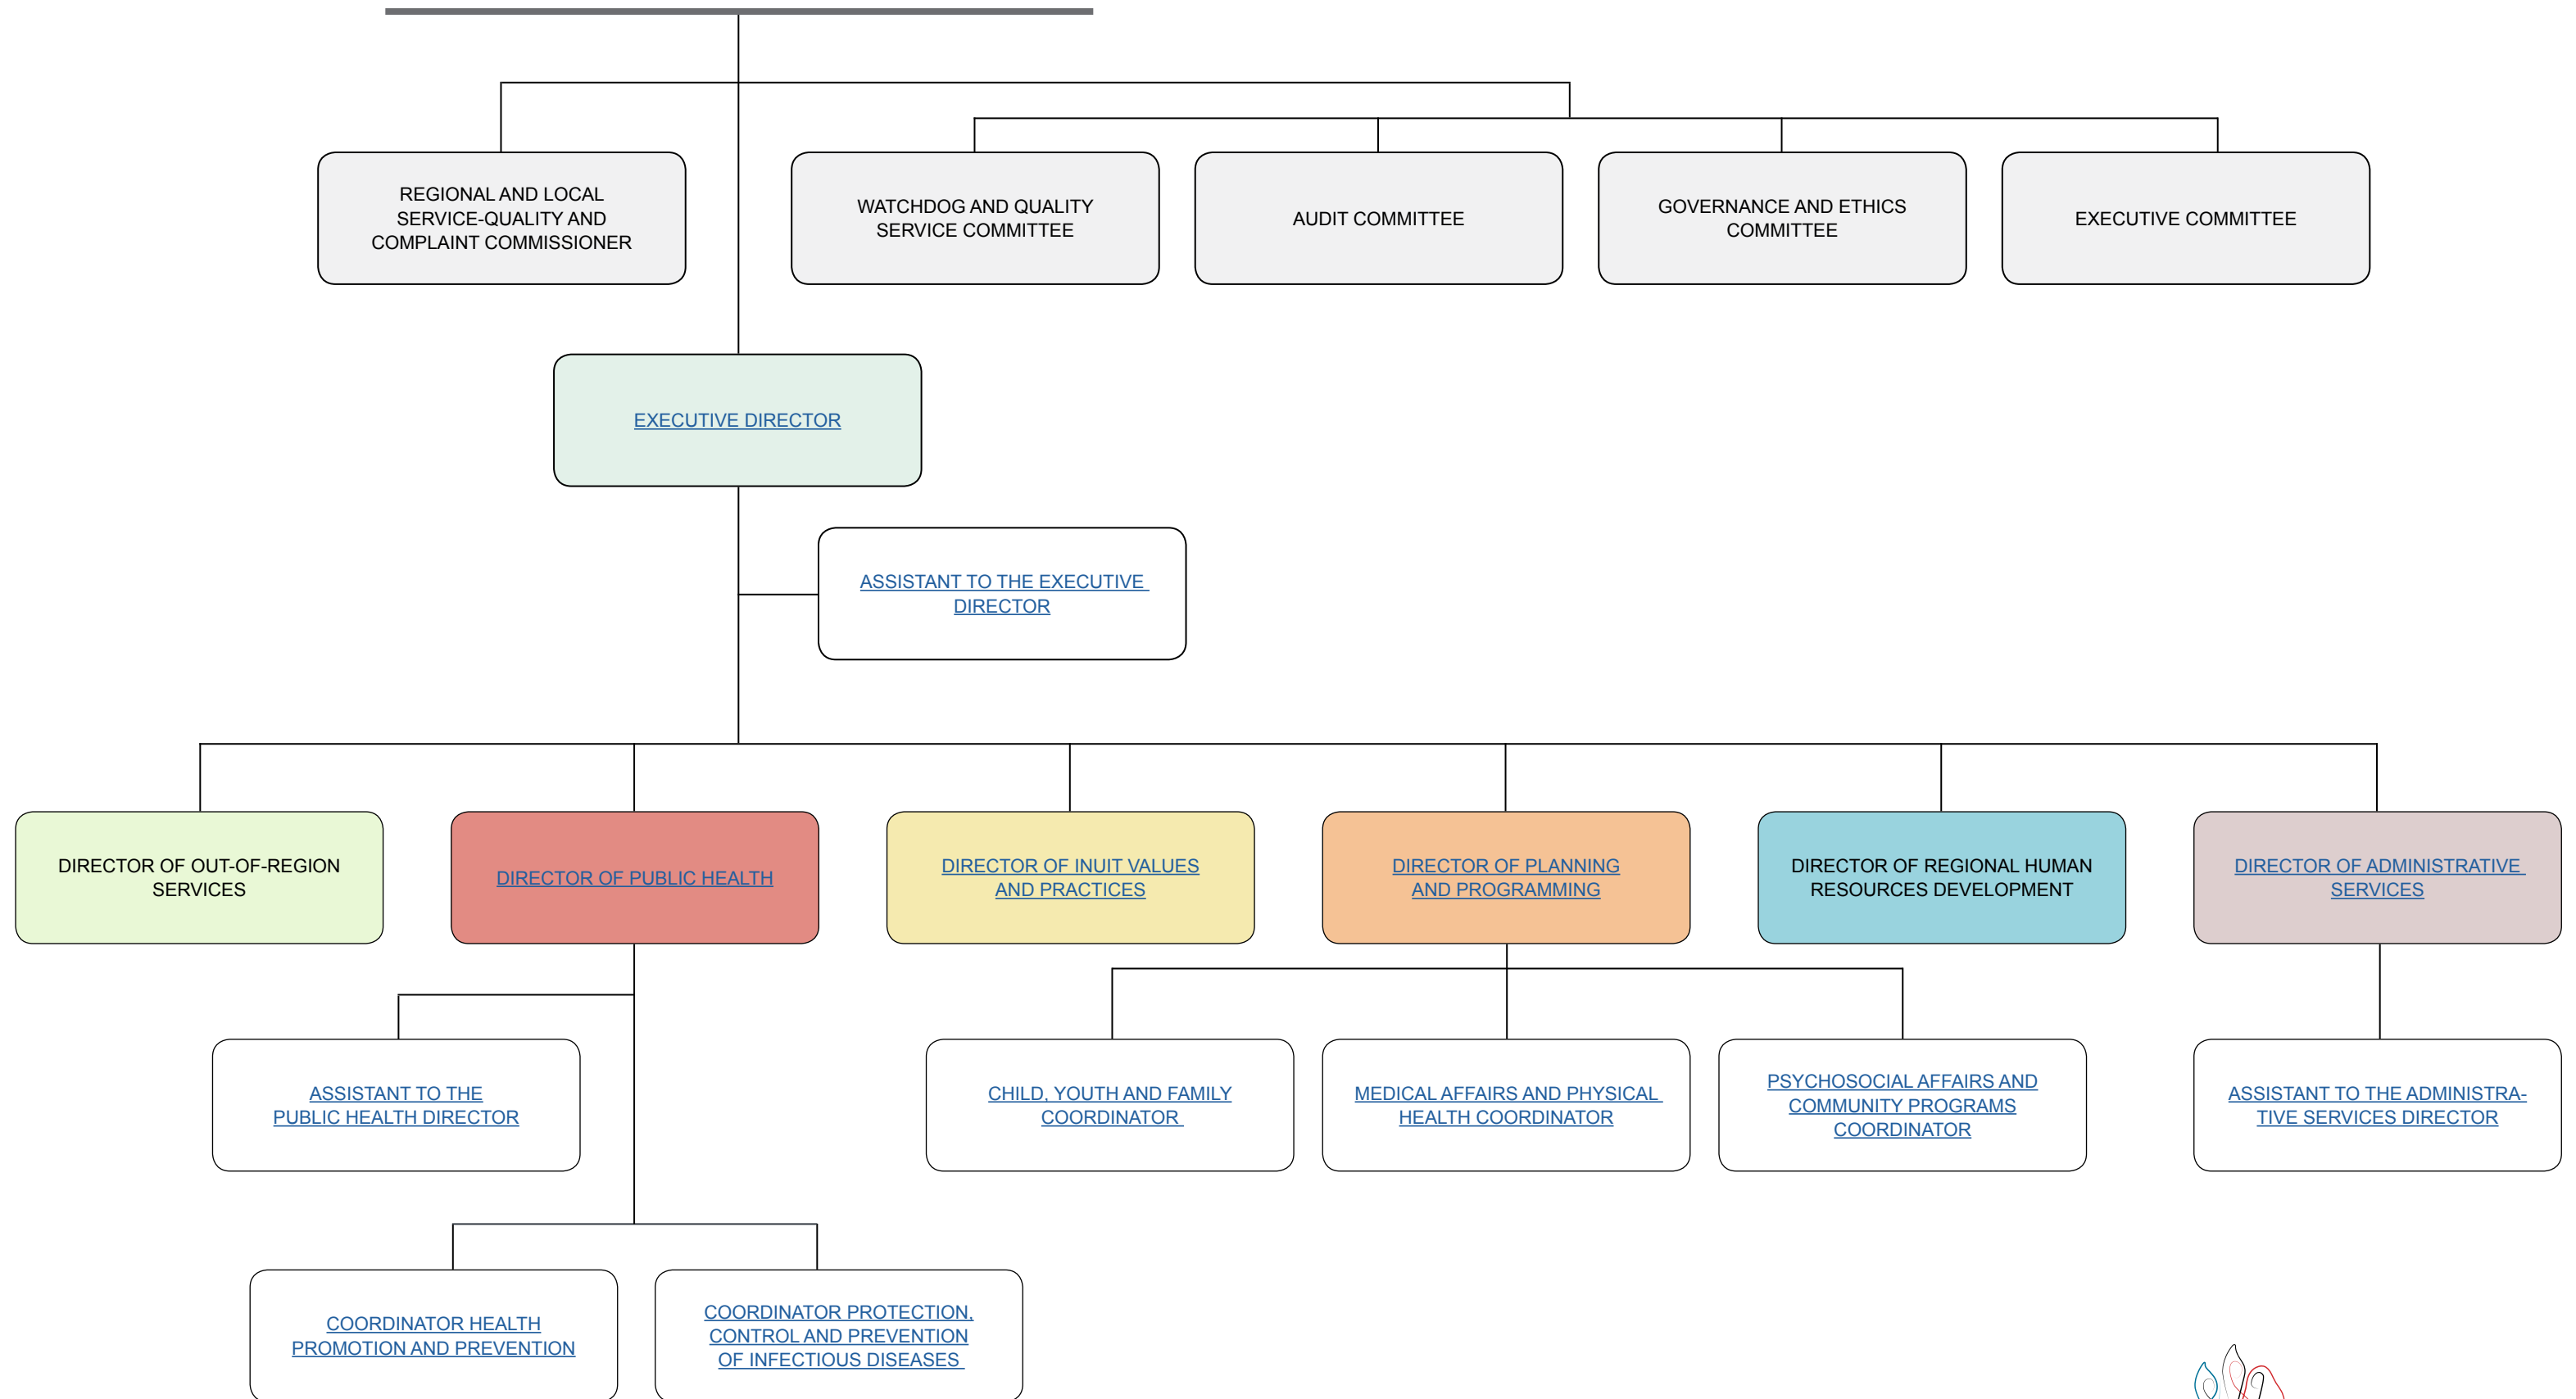 REGIONAL AND LOCAL
SERVICE-QUALITY AND
COMPLAINT COMMISSIONER
WATCHDOG AND QUALITY
SERVICE COMMITTEE
AUDIT COMMITTEE
GOVERNANCE AND ETHICS
COMMITTEE
EXECUTIVE COMMITTEE
EXECUTIVE DIRECTOR
ASSISTANT TO THE EXECUTIVE
DIRECTOR
DIRECTOR OF OUT-OF-REGION
SERVICES
DIRECTOR OF PUBLIC HEALTH
DIRECTOR OF INUIT VALUES
AND PRACTICES
DIRECTOR OF PLANNING
AND PROGRAMMING
DIRECTOR OF REGIONAL HUMAN
RESOURCES DEVELOPMENT
DIRECTOR OF ADMINISTRATIVE
SERVICES
ASSISTANT TO THE
PUBLIC HEALTH DIRECTOR
CHILD, YOUTH AND FAMILY
COORDINATOR
MEDICAL AFFAIRS AND PHYSICAL
HEALTH COORDINATOR
PSYCHOSOCIAL AFFAIRS AND
COMMUNITY PROGRAMS
COORDINATOR
ASSISTANT TO THE ADMINISTRA-
TIVE SERVICES DIRECTOR
COORDINATOR HEALTH
PROMOTION AND PREVENTION
COORDINATOR PROTECTION,
CONTROL AND PREVENTION
OF INFECTIOUS DISEASES